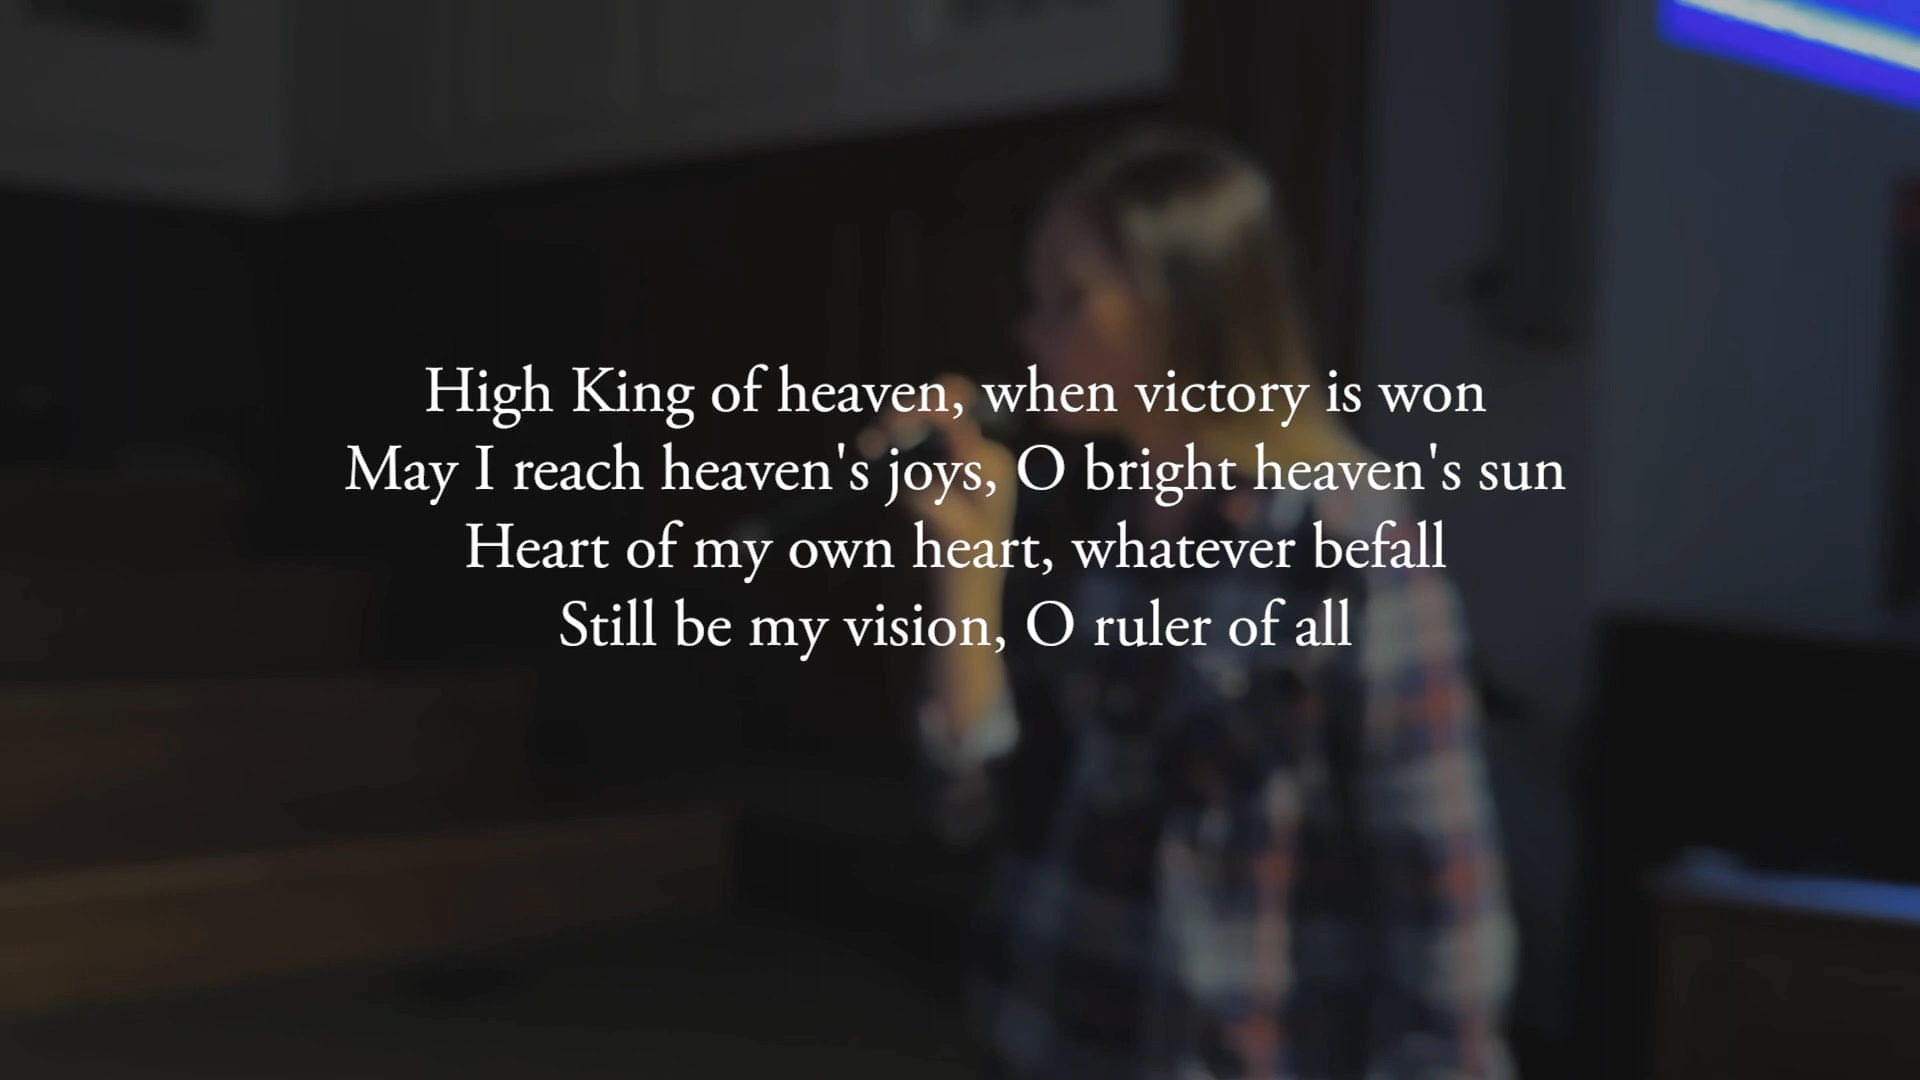 High King of heaven, when victory is won
May I reach heaven's joys, O bright heaven's sun
Heart of my own heart, whatever befall
Still be my vision, O ruler of all